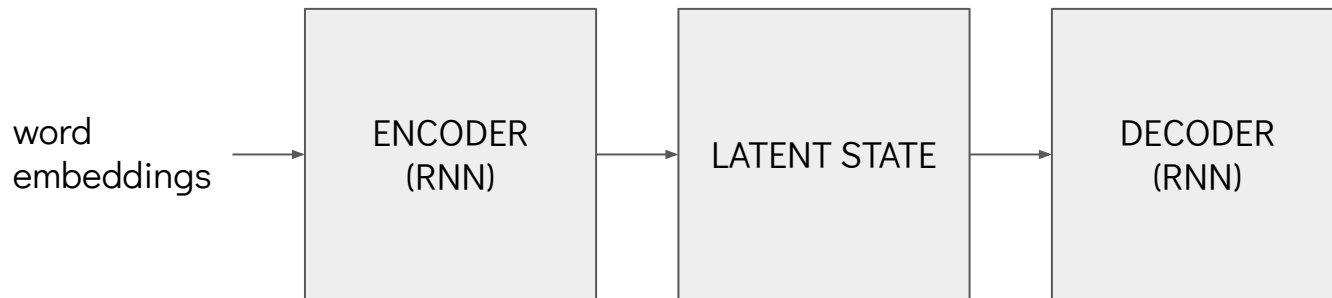 word
embeddings
ENCODER
(RNN)
LATENT STATE
DECODER
(RNN)